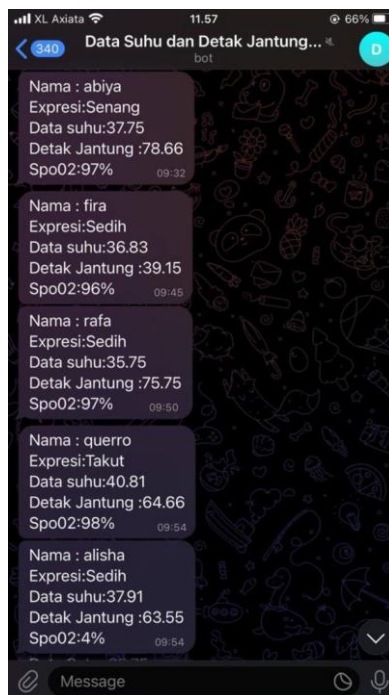 XL Axiata
11.57
66%
340
Data Suhu dan Detak Jantung...
bot
D
Nama : abiya
Expresi:Senang
Data suhu:37.75
Detak Jantung :78.66
Spo02:97%
09:32
Nama : fira
Expresi:Sedih
Data suhu:36.83
Detak Jantung :39.15
Spo02:96%
09:45
Nama : rafa
Expresi:Sedih
Data suhu:35.75
Detak Jantung :75.75
Spo02:97%
09:50
Nama : querro
Expresi:Takut
Data suhu:40.81
Detak Jantung :64.66
Spo02:98%
09:54
Nama : alisha
Expresi:Sedih
Data suhu:37.91
Detak Jantung :63.55
Spo02:4%
09:54
Message